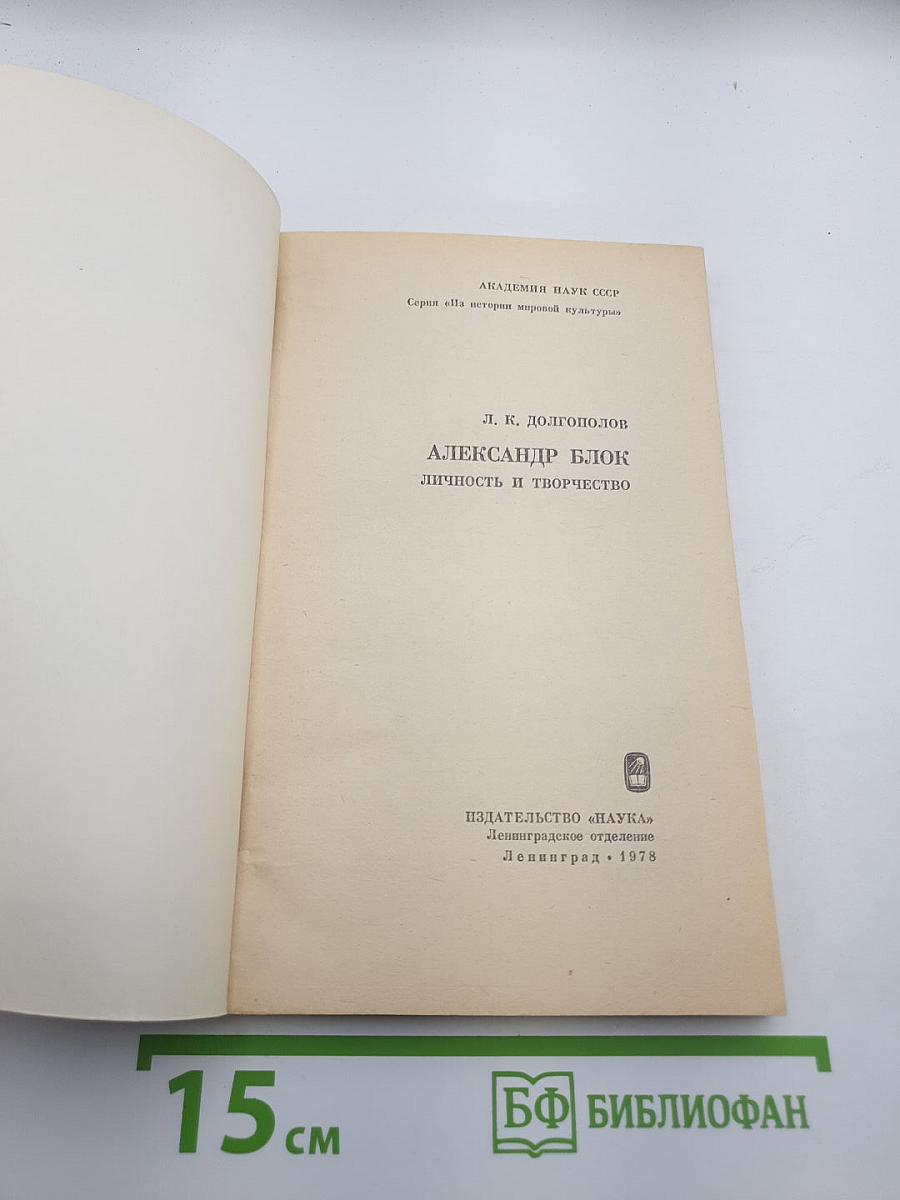 АКАДЕМИЯ НАУК СССР
Серия «Из истории мировой культуры»
Л. К. ДОЛГОПОЛОВ
АЛЕКСАНДР БЛОК
ЛИЧНОСТЬ И ТВОРЧЕСТВО
ИЗДАТЕЛЬСТВО «НАУКА»
Ленинградское отделение
Ленинград • 1978
15 см
БФ БИБЛИОФАН